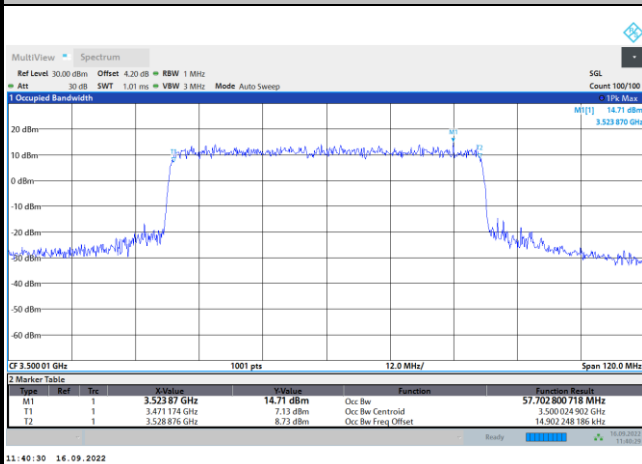 MultiView Spectrum
Ref Level 30.00 dBm Offset 4.20 dB RBW 1 MHz SGL
Att 30 dB SWT 1.01 ms VBW 3 MHz Mode Auto Sweep Count 100/100
1 Occupied Bandwidth 1Pk Max
M1[1] 14.71 dBm
3.523 870 GHz
20 dBm
M1
T1 T2
10 dBm
0 dBm
-10 dBm
-20 dBm
-30 dBm
-40 dBm
-50 dBm
-60 dBm
CF 3.500 01 GHz 1001 pts 12.0 MHz/ Span 120.0 MHz
2 Marker Table
Type Ref Trc X-Value Y-Value Function Function Result
M1 1 3.523 87 GHz 14.71 dBm Occ Bw 57.702 800 718 MHz
T1 1 3.471 174 GHz 7.13 dBm Occ Bw Centroid 3.500 024 902 GHz
T2 1 3.528 876 GHz 8.73 dBm Occ Bw Freq Offset 14.902 248 186 kHz
Ready 16.09.2022
11:40:29
11:40:30 16.09.2022